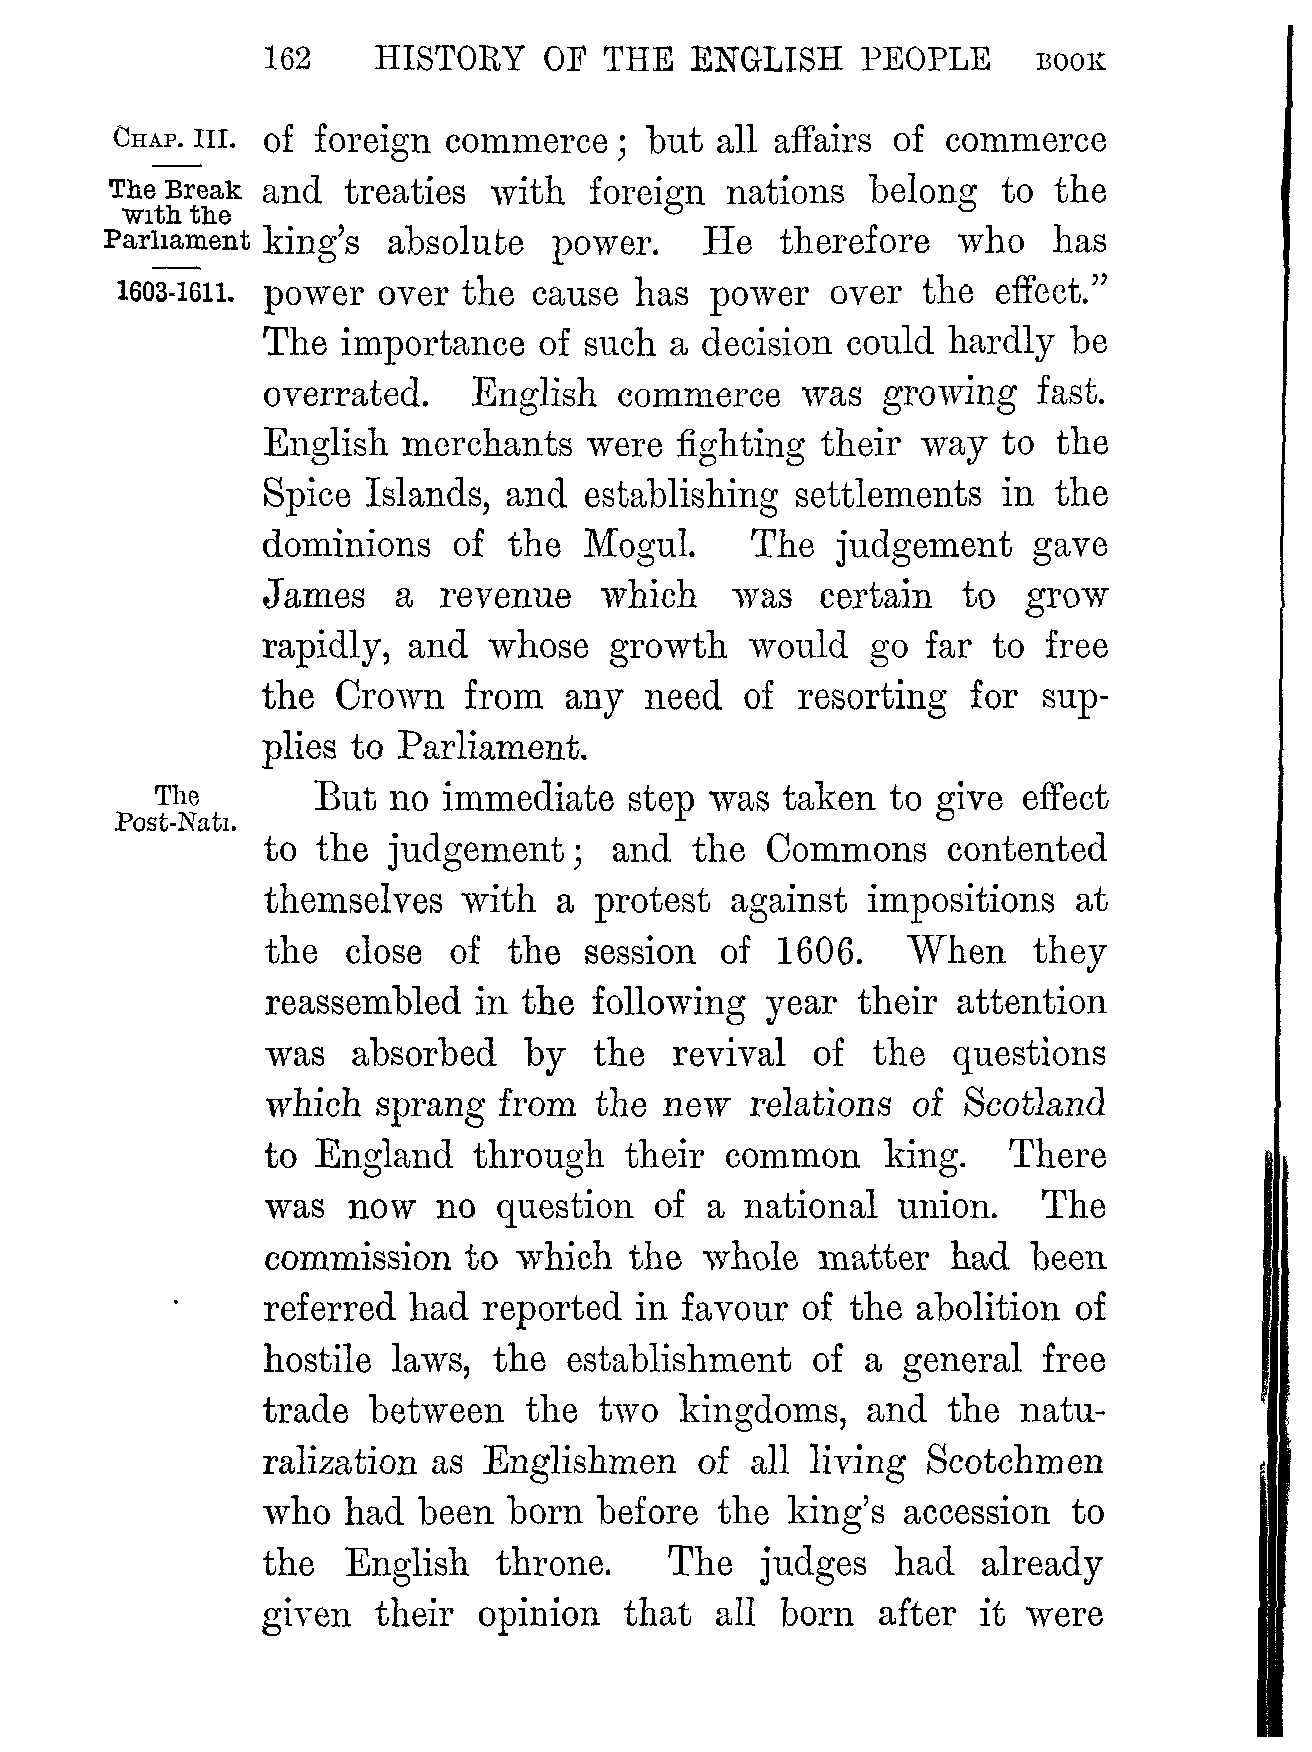 162 HISTORY OF THE ENGLISH PEOPLE BOOK
CHAP. III.
The Break
with the
Parliament
1603-1611.
of foreign commerce; but all affairs of commerce
and treaties with foreign nations belong to the
king's absolute power. He therefore who has
power over the cause has power over the effect."
The importance of such a decision could hardly be
overrated. English commerce was growing fast.
English merchants were fighting their way to the
Spice Islands, and establishing settlements in the
dominions of the Mogul. The judgement gave
James a revenue which was certain to grow
rapidly, and whose growth would go far to free
the Crown from any need of resorting for sup-
plies to Parliament.
The
Post-Nati.
But no immediate step was taken to give effect
to the judgement; and the Commons contented
themselves with a protest against impositions at
the close of the session of 1606. When they
reassembled in the following year their attention
was absorbed by the revival of the questions
which sprang from the new relations of Scotland
to England through their common king. There
was now no question of a national union. The
commission to which the whole matter had been
referred had reported in favour of the abolition of
hostile laws, the establishment of a general free
trade between the two kingdoms, and the natu-
ralization as Englishmen of all living Scotchmen
who had been born before the king's accession to
the English throne. The judges had already
given their opinion that all born after it were